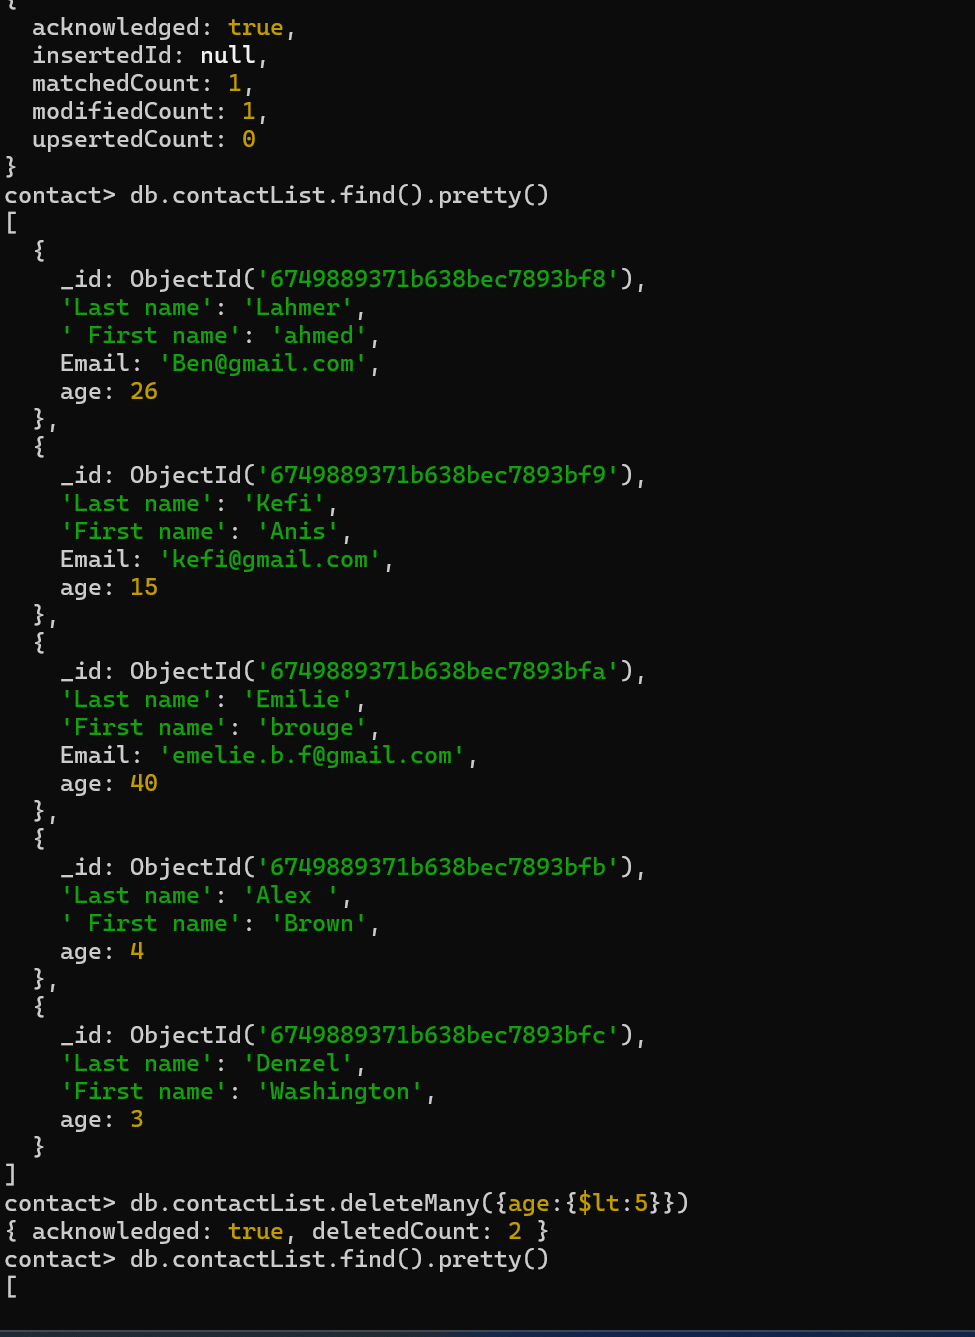 {
  acknowledged: true,
  insertedId: null,
  matchedCount: 1,
  modifiedCount: 1,
  upsertedCount: 0
}
contact> db.contactList.find().pretty()
[
  {
    _id: ObjectId('6749889371b638bec7893bf8'),
    'Last name': 'Lahmer',
    ' First name': 'ahmed',
    Email: 'Ben@gmail.com',
    age: 26
  },
  {
    _id: ObjectId('6749889371b638bec7893bf9'),
    'Last name': 'Kefi',
    'First name': 'Anis',
    Email: 'kefi@gmail.com',
    age: 15
  },
  {
    _id: ObjectId('6749889371b638bec7893bfa'),
    'Last name': 'Emilie',
    'First name': 'brouge',
    Email: 'emelie.b.f@gmail.com',
    age: 40
  },
  {
    _id: ObjectId('6749889371b638bec7893bfb'),
    'Last name': 'Alex ',
    ' First name': 'Brown',
    age: 4
  },
  {
    _id: ObjectId('6749889371b638bec7893bfc'),
    'Last name': 'Denzel',
    'First name': 'Washington',
    age: 3
  }
]
contact> db.contactList.deleteMany({age:{$lt:5}})
{ acknowledged: true, deletedCount: 2 }
contact> db.contactList.find().pretty()
[